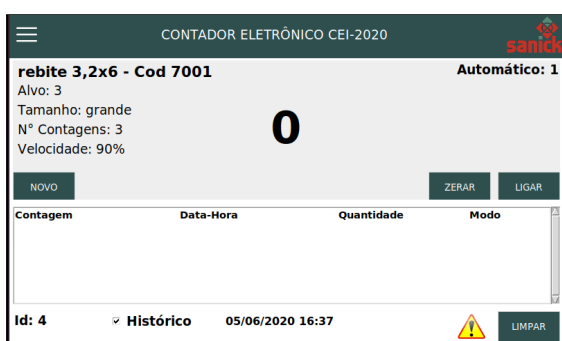 CONTADOR ELETRÔNICO CEI-2020
sanick
rebite 3,2x6 - Cod 7001
Automático: 1
Alvo: 3
Tamanho: grande
N° Contagens: 3
Velocidade: 90%
0
NOVO
ZERAR
LIGAR
Contagem Data-Hora Quantidade Modo
Id: 4 Histórico 05/06/2020 16:37
LIMPAR